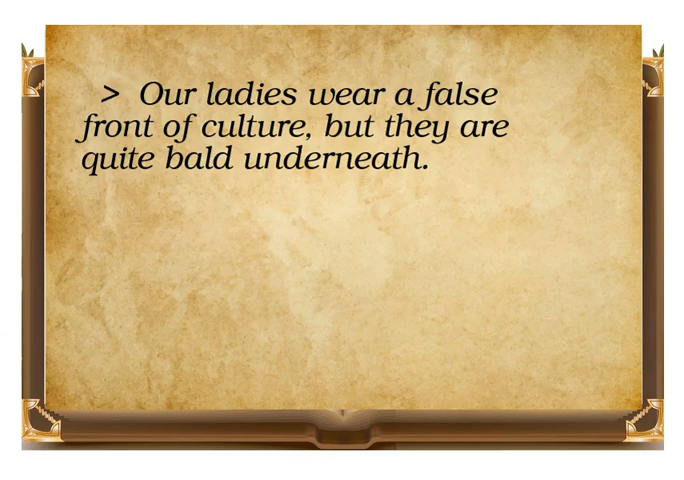 > Our ladies wear a false
front of culture, but they are
quite bald underneath.